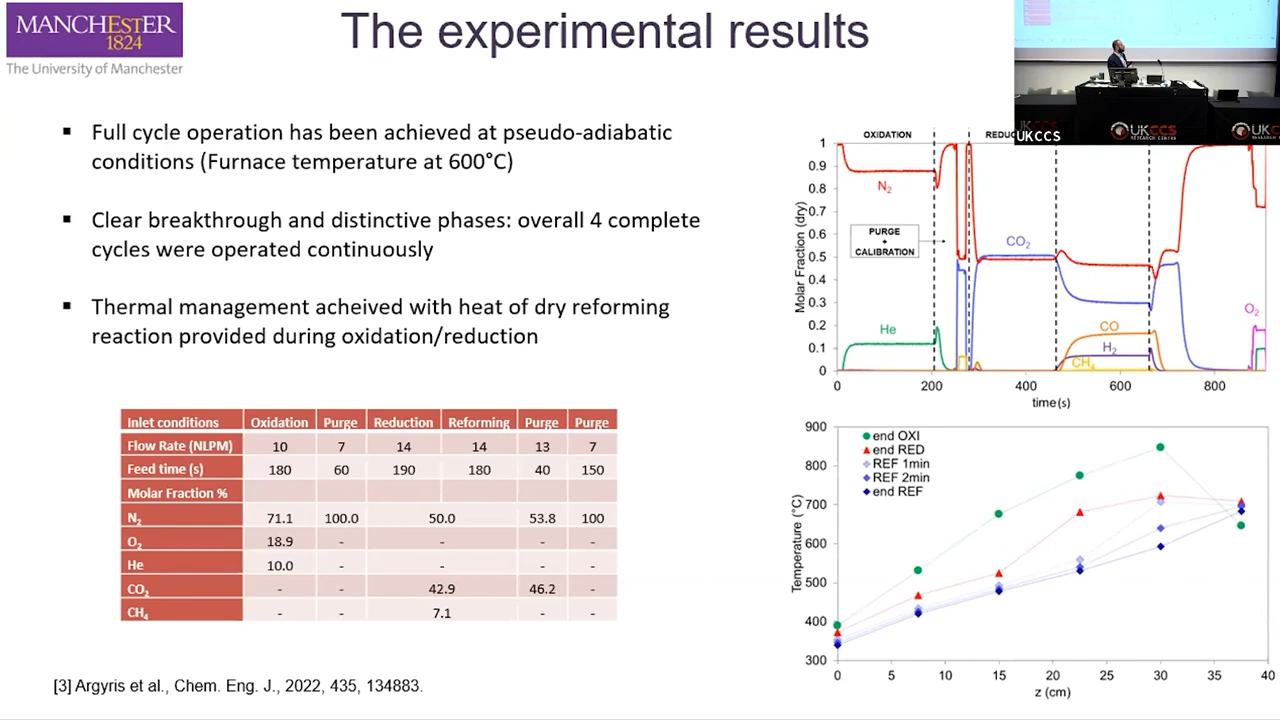 MANCHESTER
1824
The University of Manchester
The experimental results
▪ Full cycle operation has been achieved at pseudo-adiabatic
conditions (Furnace temperature at 600°C)
▪ Clear breakthrough and distinctive phases: overall 4 complete
cycles were operated continuously
▪ Thermal management acheived with heat of dry reforming
reaction provided during oxidation/reduction
Inlet conditions Oxidation Purge Reduction Reforming Purge Purge
Flow Rate (NLPM) 10 7 14 14 13 7
Feed time (s) 180 60 190 180 40 150
Molar Fraction %
N₂ 71.1 100.0 50.0 53.8 100
O₂ 18.9 - - - -
He 10.0 - - - -
CO₂ - - 42.9 46.2 -
CH₄ - - 7.1 - -
[3] Argyris et al., Chem. Eng. J., 2022, 435, 134883.
UKCCS
UKCCS
RESEARCH CENTRE
OXIDATION
Molar Fraction (dry)
1
0.9
0.8
0.7
0.6
0.5
0.4
0.3
0.2
0.1
0
N₂
PURGE
+
CALIBRATION
CO₂
He
CO
H₂
CH₄
O₂
0 200 400 600 800
time(s)
Temperature (°C)
900
800
700
600
500
400
300
end OXI
end RED
REF 1min
REF 2min
end REF
0 5 10 15 20 25 30 35 40
z (cm)